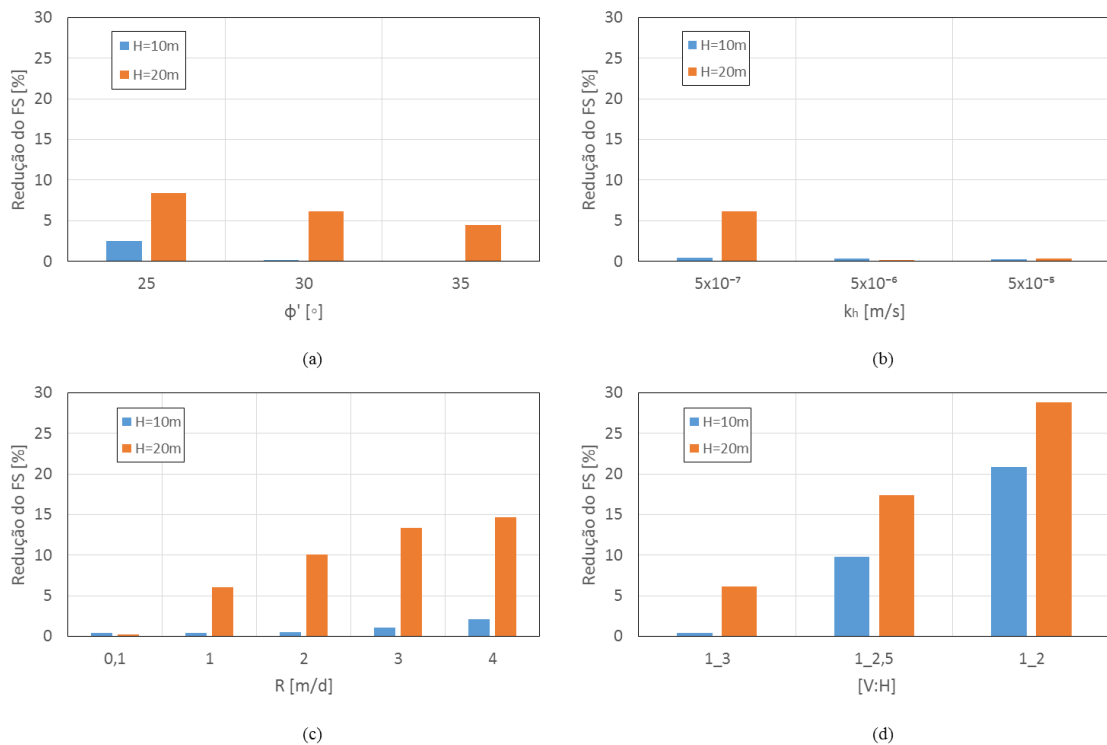 Redução do FS [%]
30
25
20
15
10
5
0
H=10m
H=20m
25
30
35
ϕ' [◦]
(a)
Redução do FS [%]
30
25
20
15
10
5
0
H=10m
H=20m
5x10⁻⁷
5x10⁻⁶
5x10⁻⁵
kₕ [m/s]
(b)
Redução do FS [%]
30
25
20
15
10
5
0
H=10m
H=20m
0,1
1
2
3
4
R [m/d]
(c)
Redução do FS [%]
30
25
20
15
10
5
0
H=10m
H=20m
1_3
1_2,5
1_2
[V:H]
(d)